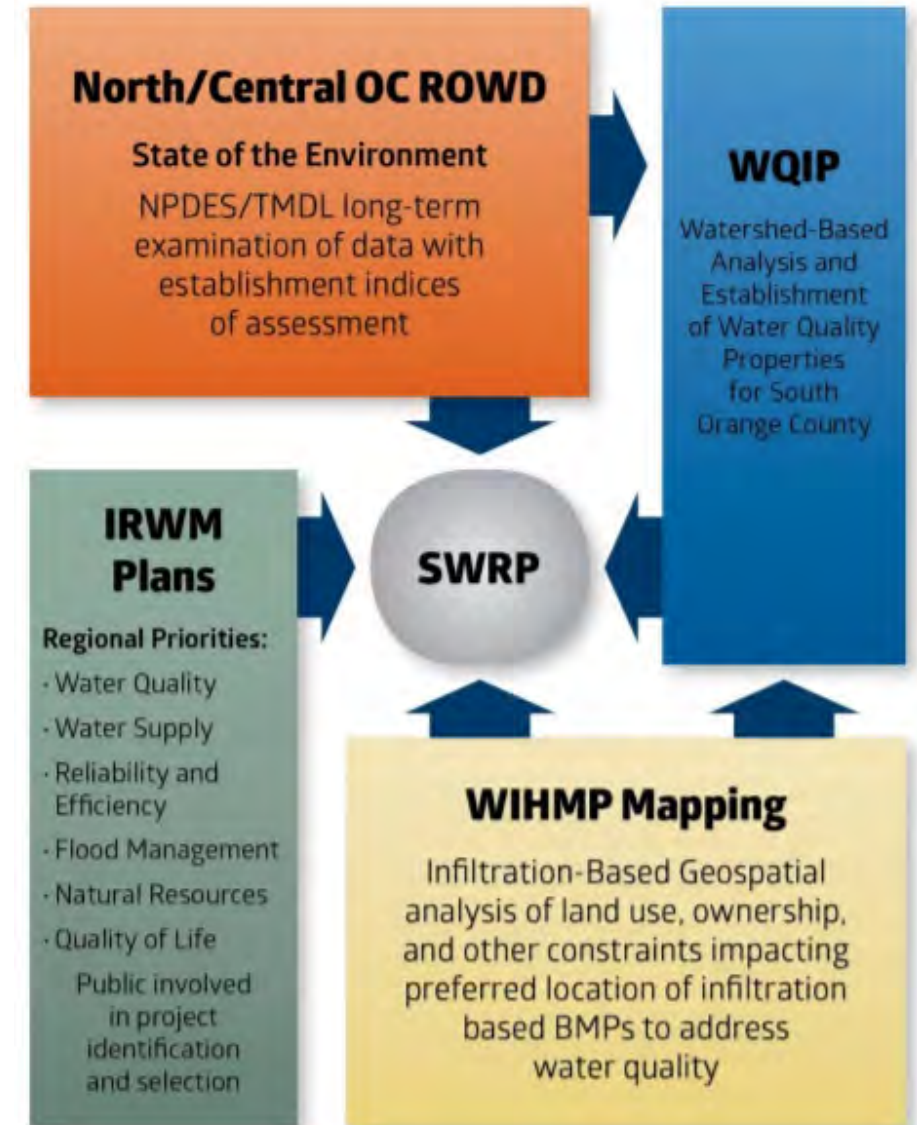 North/Central OC ROWD
State of the Environment
NPDES/TMDL long-term
examination of data with
establishment indices
of assessment
WQIP
Watershed-Based
Analysis and
Establishment
of Water Quality
Properties
for South
Orange County
IRWM
Plans
Regional Priorities:
· Water Quality
· Water Supply
· Reliability and
Efficiency
· Flood Management
· Natural Resources
· Quality of Life
Public involved
in project
identification
and selection
SWRP
WIHMP Mapping
Infiltration-Based Geospatial
analysis of land use, ownership,
and other constraints impacting
preferred location of infiltration
based BMPs to address
water quality